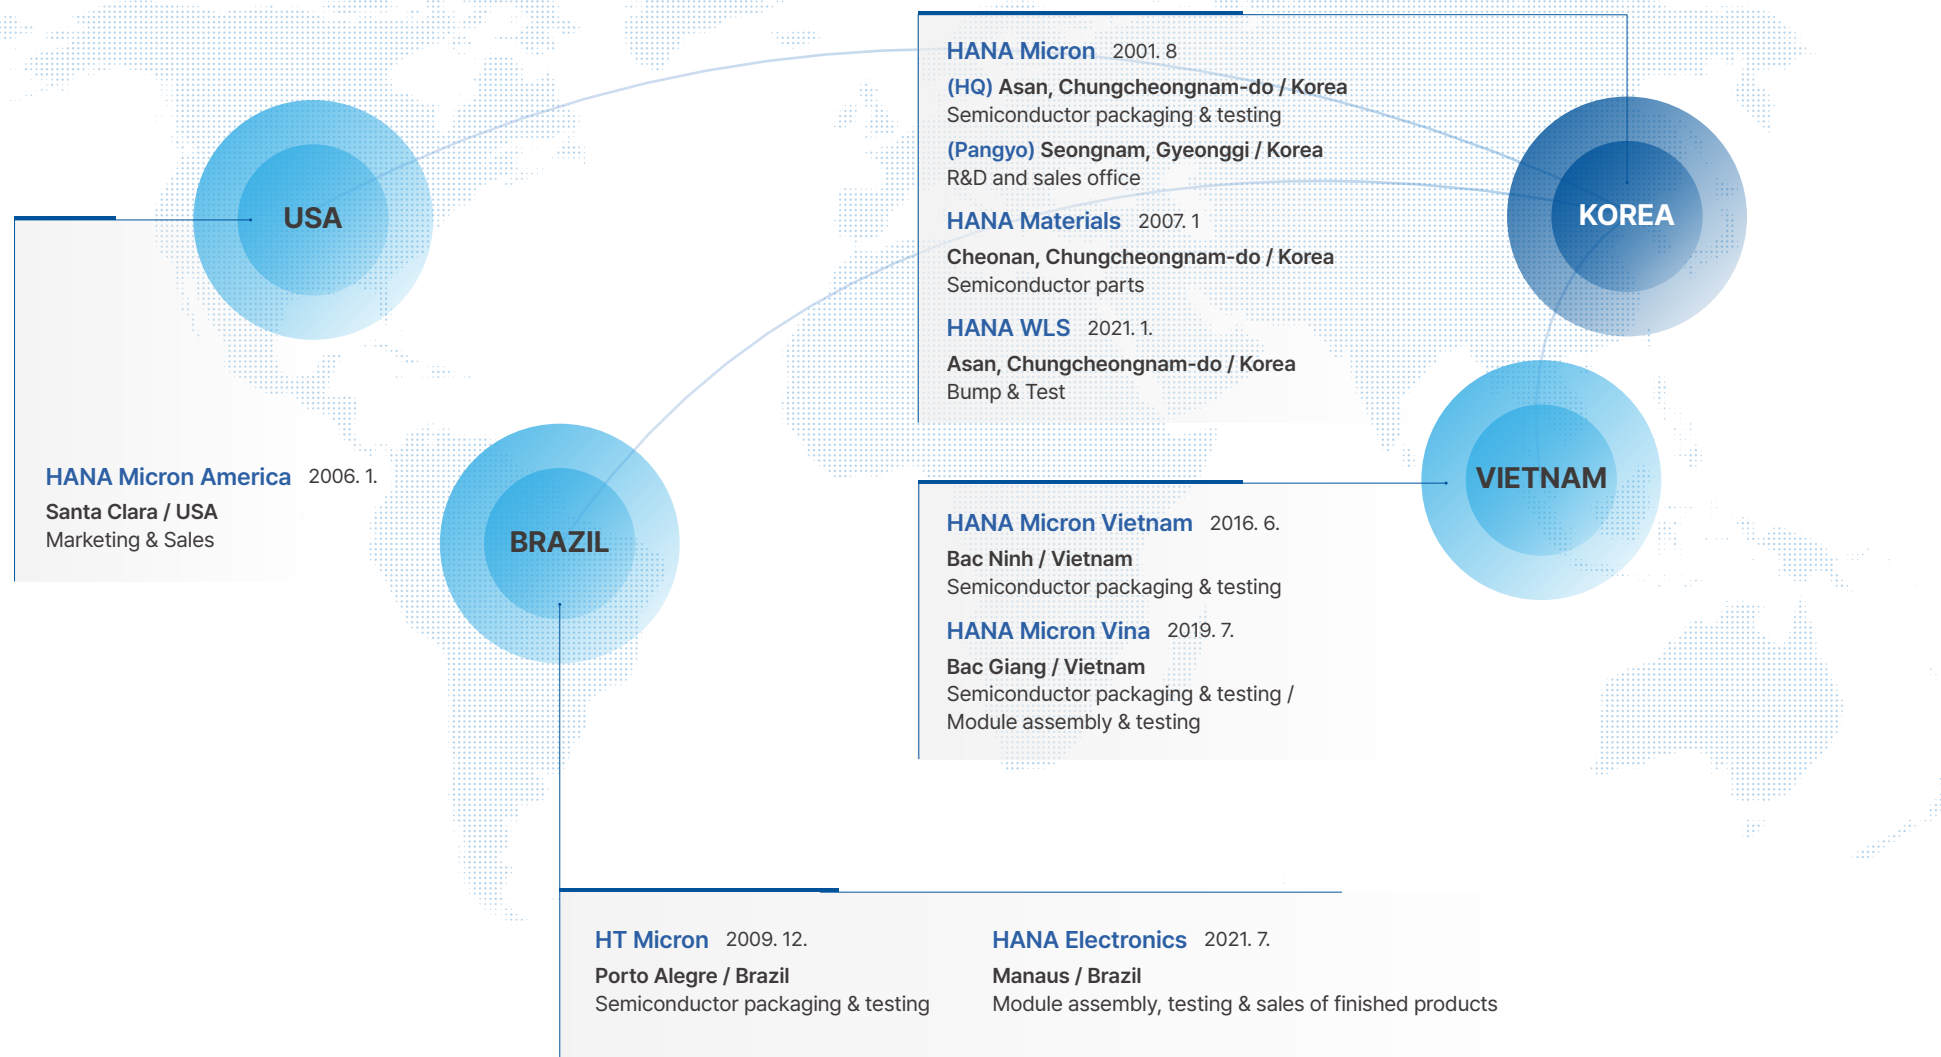 USA
HANA Micron America 2006. 1.
Santa Clara / USA
Marketing & Sales
BRAZIL
HT Micron 2009. 12.
Porto Alegre / Brazil
Semiconductor packaging & testing
HANA Electronics 2021. 7.
Manaus / Brazil
Module assembly, testing & sales of finished products
HANA Micron 2001. 8
(HQ) Asan, Chungcheongnam-do / Korea
Semiconductor packaging & testing
(Pangyo) Seongnam, Gyeonggi / Korea
R&D and sales office
HANA Materials 2007. 1
Cheonan, Chungcheongnam-do / Korea
Semiconductor parts
HANA WLS 2021. 1.
Asan, Chungcheongnam-do / Korea
Bump & Test
KOREA
VIETNAM
HANA Micron Vietnam 2016. 6.
Bac Ninh / Vietnam
Semiconductor packaging & testing
HANA Micron Vina 2019. 7.
Bac Giang / Vietnam
Semiconductor packaging & testing /
Module assembly & testing